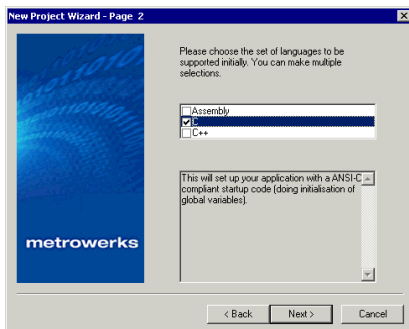 New Project Wizard - Page 2
Please choose the set of languages to be
supported initially. You can make multiple
selections.
Assembly
C
C++
This will set up your application with a ANSI-C
compliant startup code (doing initialisation of
global variables).
metrowerks
< Back
Next >
Cancel